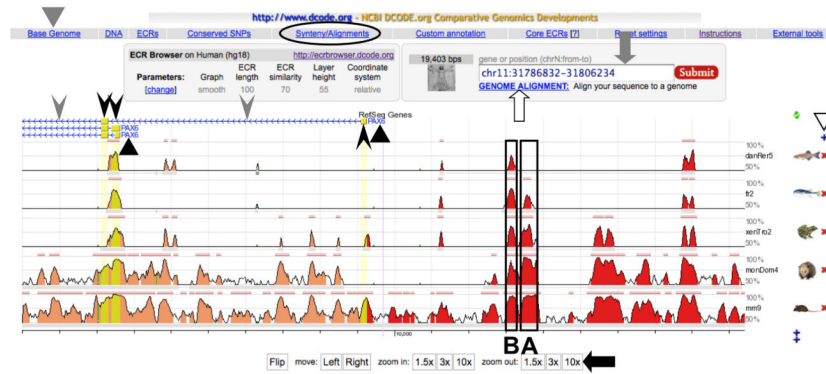 http://www.dcode.org - NCBI DCODE.org Comparative Genomics Developments
Base Genome DNA ECRs Conserved SNPs Synteny/Alignments Custom annotation Core ECRs [?] Reset settings Instructions External tools
ECR Browser on Human (hg18) http://ecrbrowser.dcode.org
Parameters: Graph ECR length ECR similarity Layer height Coordinate system
[change] smooth 100 70 55 relative
19,403 bps gene or position (chrN:from-to)
chr11:31786832-31806234 Submit
GENOME ALIGNMENT: Align your sequence to a genome
RefSeq Genes
PAX6 PAX6
PAX6
PAX6
100%
danRer5
50%
100%
fr2
50%
100%
xenTro2
50%
100%
monDom4
50%
100%
mm9
50%
10,000
B A
Flip move: Left Right zoom in: 1.5x 3x 10x zoom out: 1.5x 3x 10x